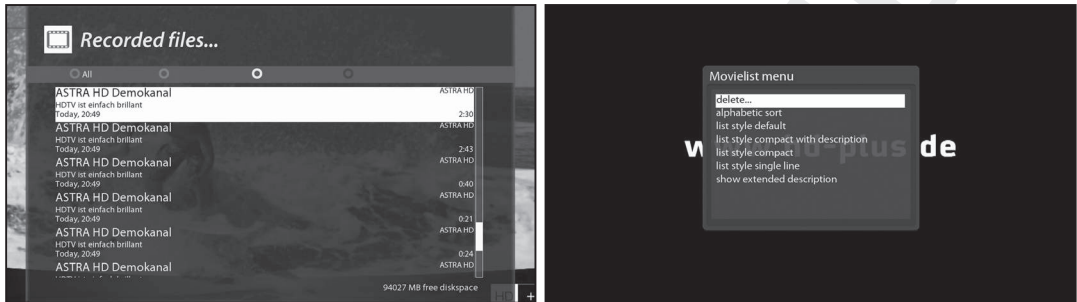 Recorded files...
All
ASTRA HD Demokanal ASTRA HD
HDTV ist einfach brillant
Today, 20:49 2:30
ASTRA HD Demokanal ASTRA HD
HDTV ist einfach brillant
Today, 20:49 2:43
ASTRA HD Demokanal ASTRA HD
HDTV ist einfach brillant
Today, 20:49 0:40
ASTRA HD Demokanal ASTRA HD
HDTV ist einfach brillant
Today, 20:49 0:21
ASTRA HD Demokanal ASTRA HD
HDTV ist einfach brillant
Today, 20:49 0:24
ASTRA HD Demokanal ASTRA HD
94027 MB free diskspace
HD +
Movielist menu
delete...
alphabetic sort
list style default
list style compact with description
list style compact
list style single line
show extended description
hd-plus de